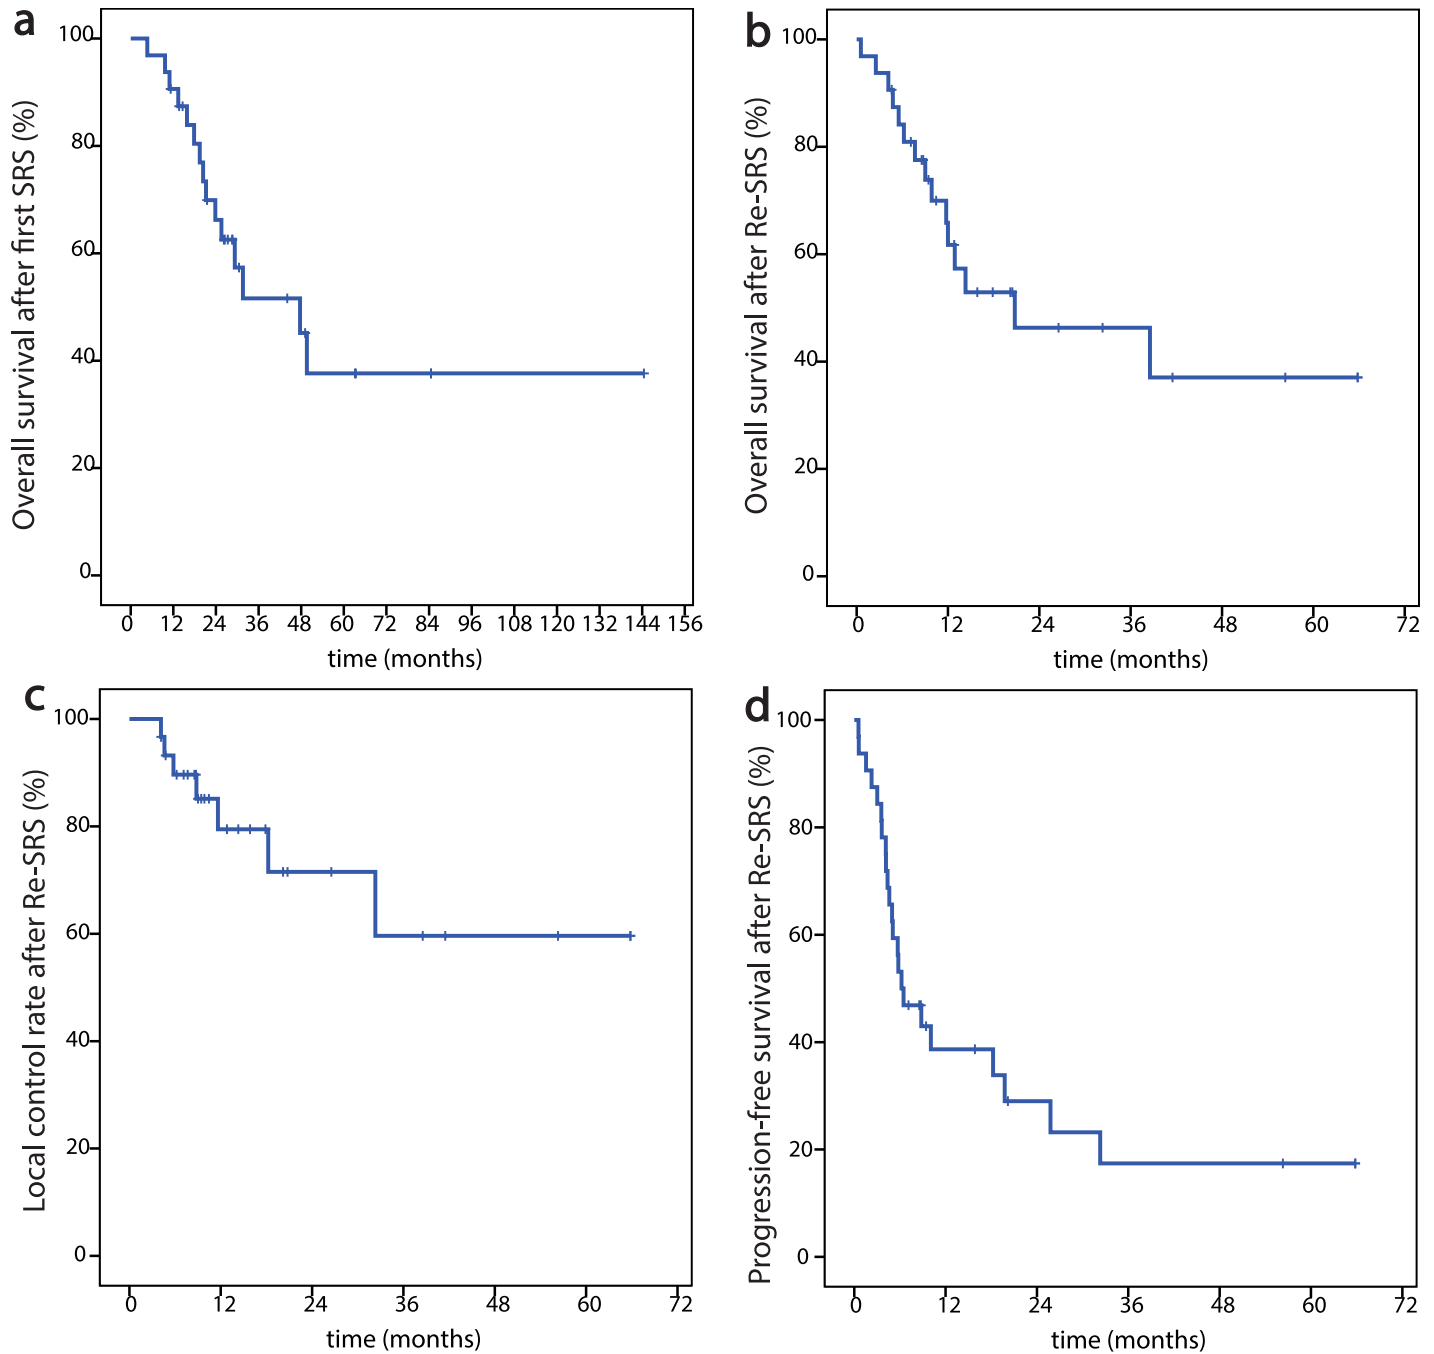 a
Overall survival after first SRS (%)
100
80
60
40
20
0
0 12 24 36 48 60 72 84 96 108 120 132 144 156
time (months)
b
Overall survival after Re-SRS (%)
100
80
60
40
20
0
0 12 24 36 48 60 72
time (months)
c
Local control rate after Re-SRS (%)
100
80
60
40
20
0
0 12 24 36 48 60 72
time (months)
d
Progression-free survival after Re-SRS (%)
100
80
60
40
20
0
0 12 24 36 48 60 72
time (months)